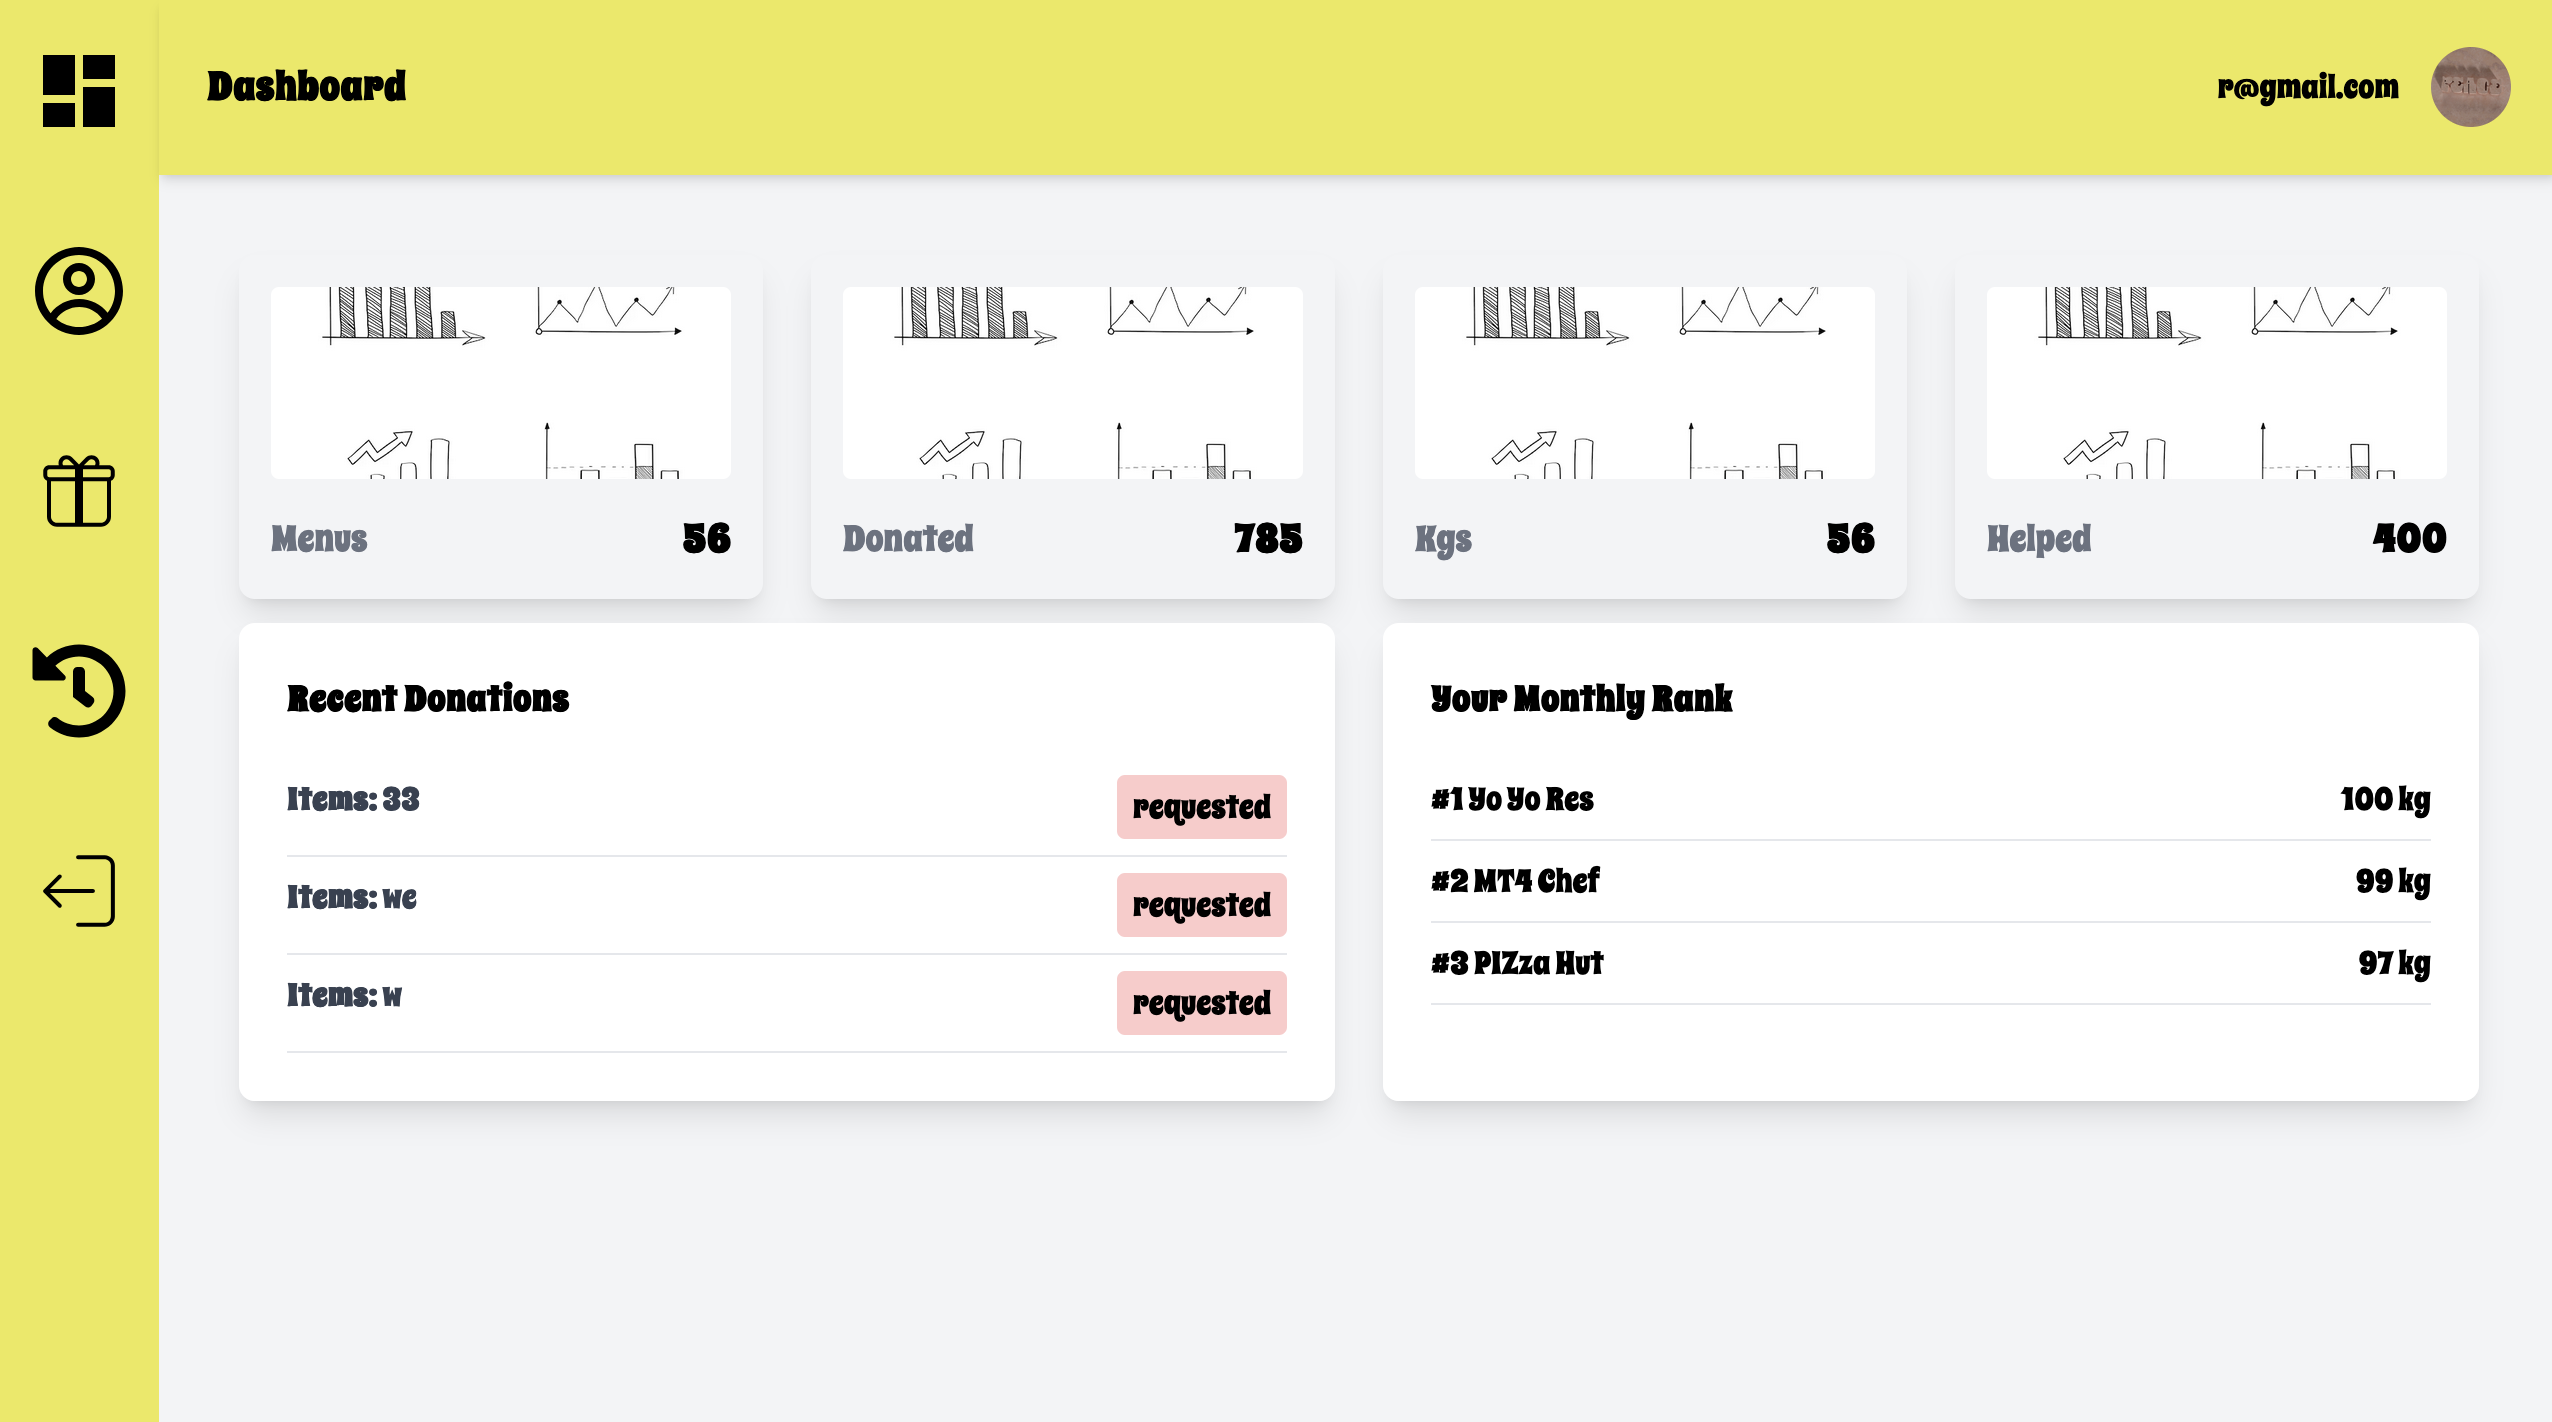 Dashboard
r@gmail.com
Menus 56
Donated 785
Kgs 56
Helped 400
Recent Donations
Items: 33 requested
Items: we requested
Items: w requested
Your Monthly Rank
#1 Yo Yo Res 100 kg
#2 MT4 Chef 99 kg
#3 PIZza Hut 97 kg